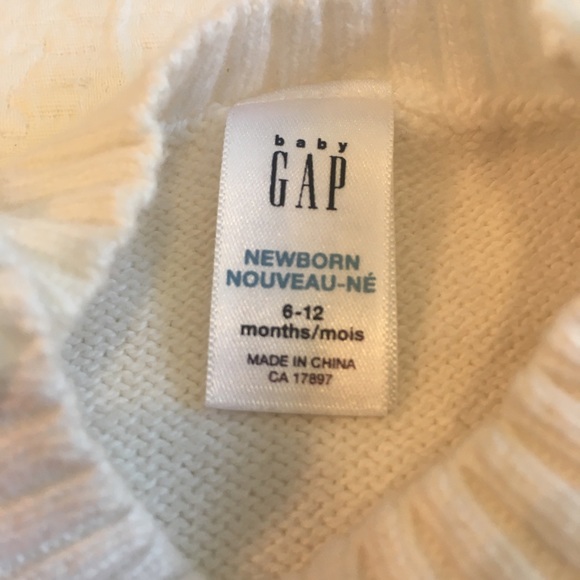 baby
GAP
NEWBORN
NOUVEAU-NÉ
6-12
months/mois
MADE IN CHINA
CA 17897